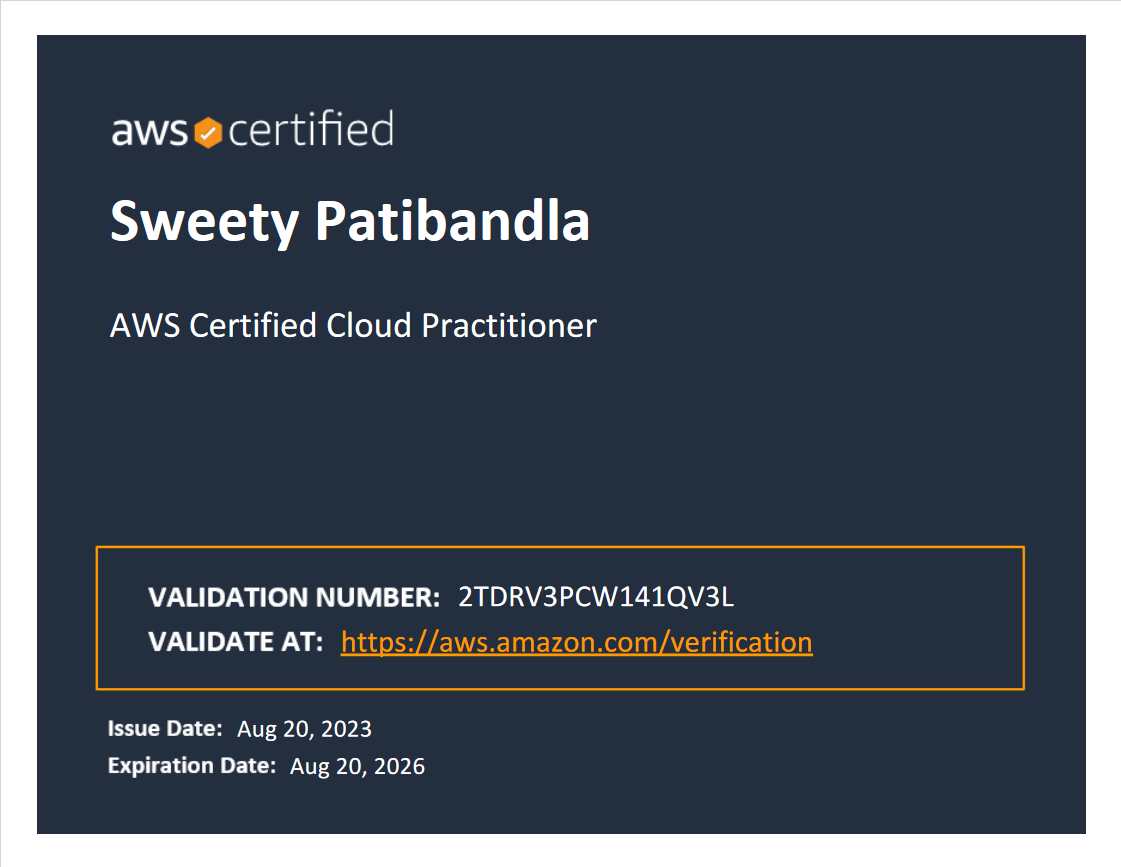 aws certified
Sweety Patibandla
AWS Certified Cloud Practitioner
VALIDATION NUMBER: 2TDRV3PCW141QV3L
VALIDATE AT: https://aws.amazon.com/verification
Issue Date: Aug 20, 2023
Expiration Date: Aug 20, 2026